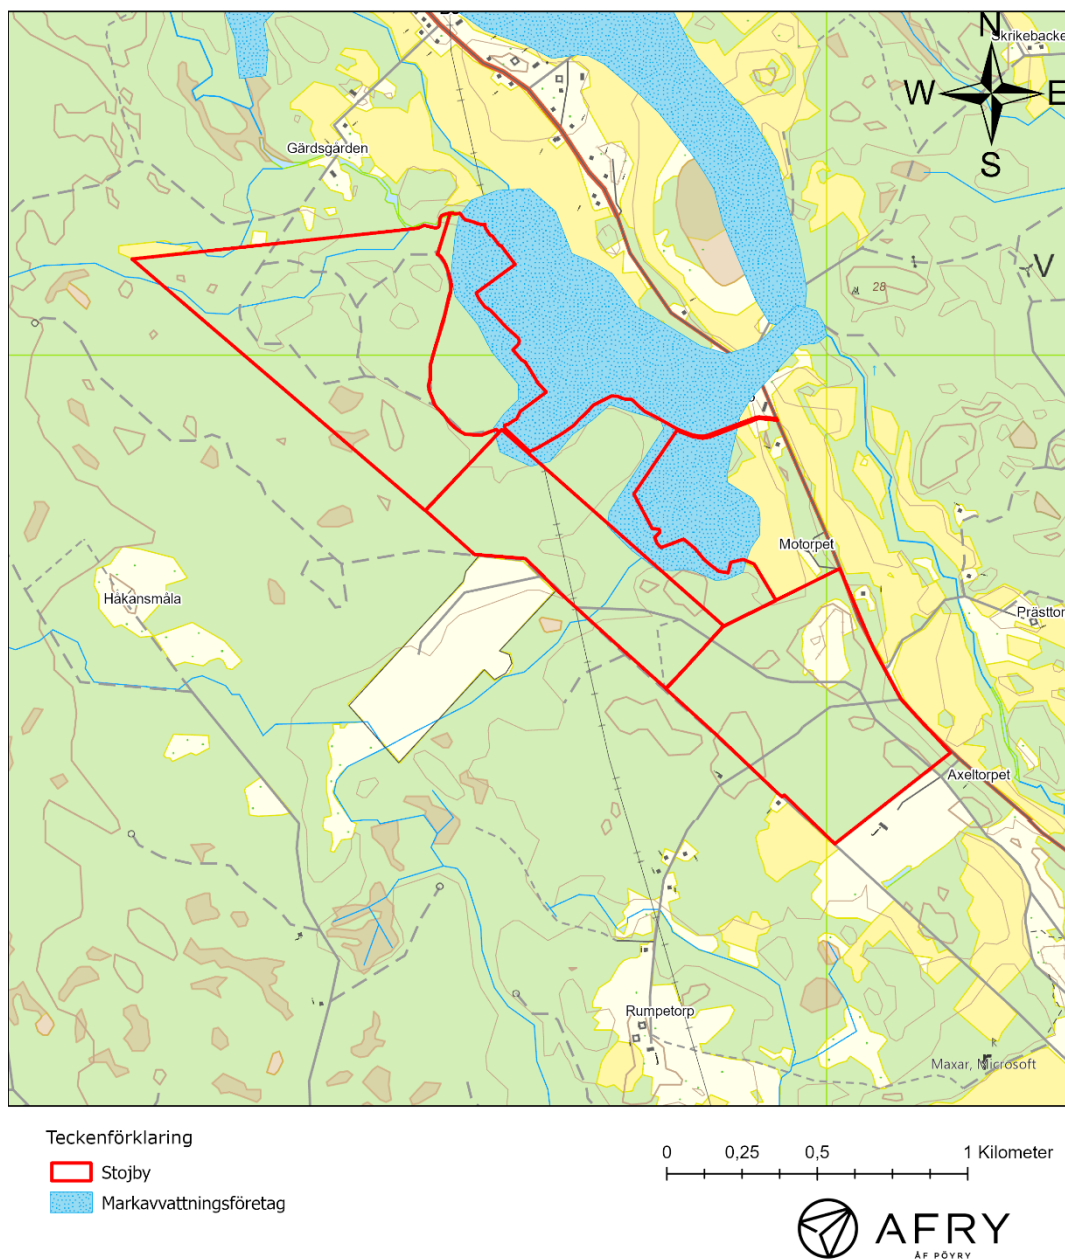 N
Skrikebacke
W
E
S
Gärdsgården
V
28
Motorpet
Håkansmåla
Prästtor
Axeltorpet
Rumpetorp
Maxar, Microsoft
Teckenförklaring
Stojby
Markavvattningsföretag
0 0,25 0,5 1 Kilometer
AFRY
ÅF PÖYRY